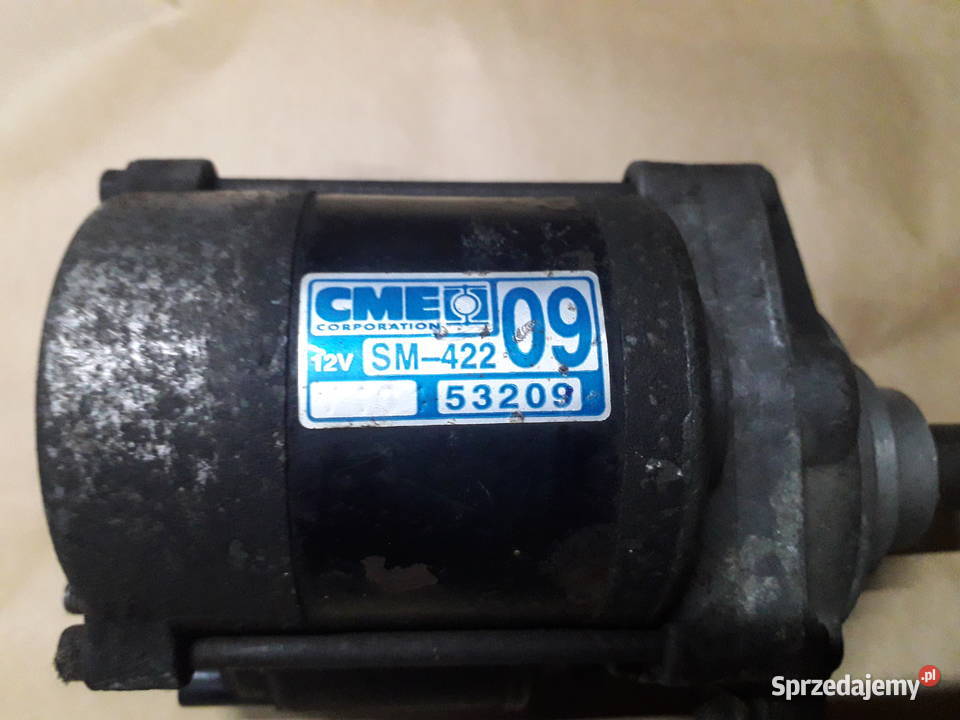 CME 09
CORPORATION
12V SM-422
53209
Sprzedajemy.pl